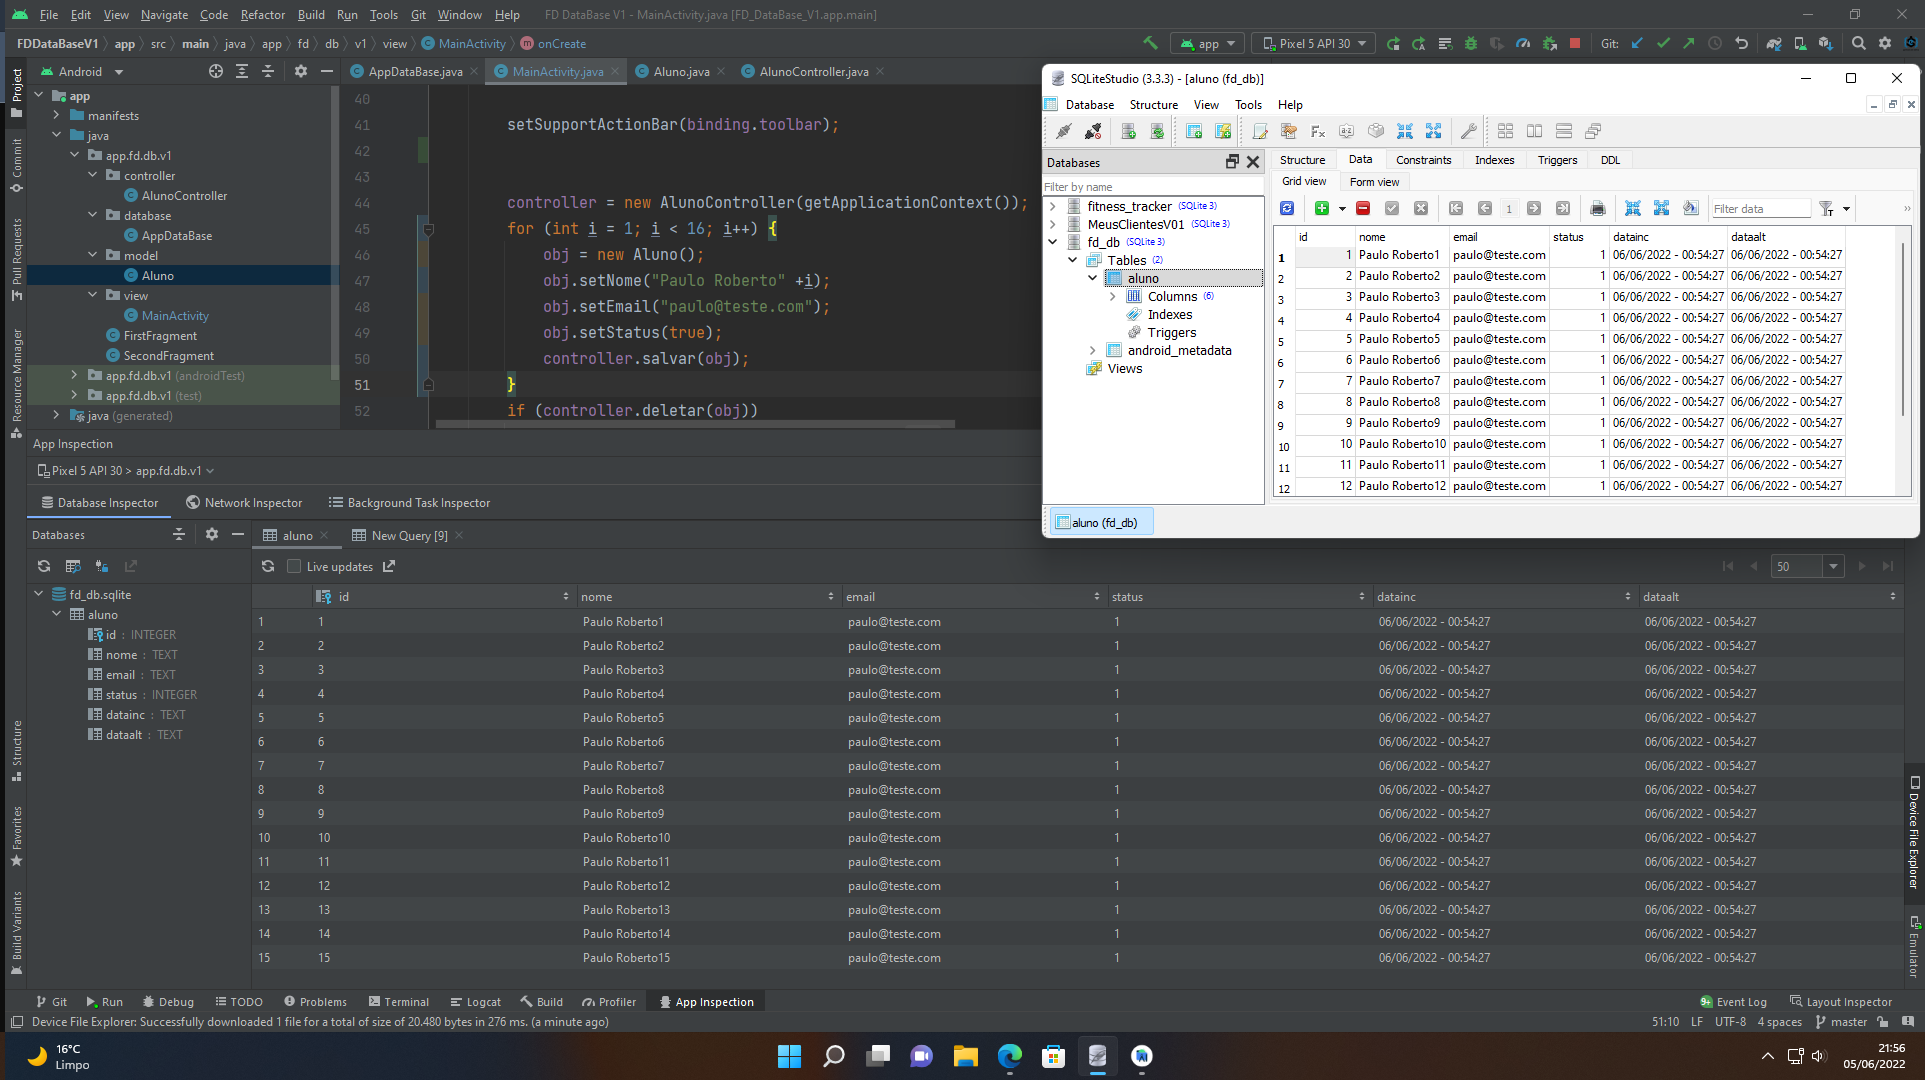 File Edit View Navigate Code Refactor Build Run Tools Git Window Help FD DataBase V1 - MainActivity.java [FD_DataBase_V1.app.main]
FDDataBaseV1 app src main java app fd db v1 view MainActivity onCreate app Pixel 5 API 30 Git:
Android
AppDataBase.java MainActivity.java Aluno.java AlunoController.java
Project
Commit
Pull Requests
Resource Manager
Structure
Favorites
Build Variants
app
manifests
java
app.fd.db.v1
controller
AlunoController
database
AppDataBase
model
Aluno
view
MainActivity
FirstFragment
SecondFragment
app.fd.db.v1 (androidTest)
app.fd.db.v1 (test)
java (generated)
40
41 setSupportActionBar(binding.toolbar);
42
43
44 controller = new AlunoController(getApplicationContext());
45 for (int i = 1; i < 16; i++) {
46 obj = new Aluno();
47 obj.setNome("Paulo Roberto" +i);
48 obj.setEmail("paulo@teste.com");
49 obj.setStatus(true);
50 controller.salvar(obj);
51 }
52 if (controller.deletar(obj))
SQLiteStudio (3.3.3) - [aluno (fd_db)]
Database Structure View Tools Help
Databases
Filter by name
fitness_tracker (SQLite 3)
MeusClientesV01 (SQLite 3)
fd_db (SQLite 3)
Tables (2)
aluno
Columns (6)
Indexes
Triggers
android_metadata
Views
Structure Data Constraints Indexes Triggers DDL
Grid view Form view
1 Filter data
id nome email status datainc dataalt
1 1 Paulo Roberto1 paulo@teste.com 1 06/06/2022 - 00:54:27 06/06/2022 - 00:54:27
2 2 Paulo Roberto2 paulo@teste.com 1 06/06/2022 - 00:54:27 06/06/2022 - 00:54:27
3 3 Paulo Roberto3 paulo@teste.com 1 06/06/2022 - 00:54:27 06/06/2022 - 00:54:27
4 4 Paulo Roberto4 paulo@teste.com 1 06/06/2022 - 00:54:27 06/06/2022 - 00:54:27
5 5 Paulo Roberto5 paulo@teste.com 1 06/06/2022 - 00:54:27 06/06/2022 - 00:54:27
6 6 Paulo Roberto6 paulo@teste.com 1 06/06/2022 - 00:54:27 06/06/2022 - 00:54:27
7 7 Paulo Roberto7 paulo@teste.com 1 06/06/2022 - 00:54:27 06/06/2022 - 00:54:27
8 8 Paulo Roberto8 paulo@teste.com 1 06/06/2022 - 00:54:27 06/06/2022 - 00:54:27
9 9 Paulo Roberto9 paulo@teste.com 1 06/06/2022 - 00:54:27 06/06/2022 - 00:54:27
10 10 Paulo Roberto10 paulo@teste.com 1 06/06/2022 - 00:54:27 06/06/2022 - 00:54:27
11 11 Paulo Roberto11 paulo@teste.com 1 06/06/2022 - 00:54:27 06/06/2022 - 00:54:27
12 12 Paulo Roberto12 paulo@teste.com 1 06/06/2022 - 00:54:27 06/06/2022 - 00:54:27
aluno (fd_db)
App Inspection
Pixel 5 API 30 > app.fd.db.v1
Database Inspector Network Inspector Background Task Inspector
Databases
aluno New Query [9]
Live updates 50
fd_db.sqlite
aluno
id : INTEGER
nome : TEXT
email : TEXT
status : INTEGER
datainc : TEXT
dataalt : TEXT
id nome email status datainc dataalt
1 1 Paulo Roberto1 paulo@teste.com 1 06/06/2022 - 00:54:27 06/06/2022 - 00:54:27
2 2 Paulo Roberto2 paulo@teste.com 1 06/06/2022 - 00:54:27 06/06/2022 - 00:54:27
3 3 Paulo Roberto3 paulo@teste.com 1 06/06/2022 - 00:54:27 06/06/2022 - 00:54:27
4 4 Paulo Roberto4 paulo@teste.com 1 06/06/2022 - 00:54:27 06/06/2022 - 00:54:27
5 5 Paulo Roberto5 paulo@teste.com 1 06/06/2022 - 00:54:27 06/06/2022 - 00:54:27
6 6 Paulo Roberto6 paulo@teste.com 1 06/06/2022 - 00:54:27 06/06/2022 - 00:54:27
7 7 Paulo Roberto7 paulo@teste.com 1 06/06/2022 - 00:54:27 06/06/2022 - 00:54:27
8 8 Paulo Roberto8 paulo@teste.com 1 06/06/2022 - 00:54:27 06/06/2022 - 00:54:27
9 9 Paulo Roberto9 paulo@teste.com 1 06/06/2022 - 00:54:27 06/06/2022 - 00:54:27
10 10 Paulo Roberto10 paulo@teste.com 1 06/06/2022 - 00:54:27 06/06/2022 - 00:54:27
11 11 Paulo Roberto11 paulo@teste.com 1 06/06/2022 - 00:54:27 06/06/2022 - 00:54:27
12 12 Paulo Roberto12 paulo@teste.com 1 06/06/2022 - 00:54:27 06/06/2022 - 00:54:27
13 13 Paulo Roberto13 paulo@teste.com 1 06/06/2022 - 00:54:27 06/06/2022 - 00:54:27
14 14 Paulo Roberto14 paulo@teste.com 1 06/06/2022 - 00:54:27 06/06/2022 - 00:54:27
15 15 Paulo Roberto15 paulo@teste.com 1 06/06/2022 - 00:54:27 06/06/2022 - 00:54:27
Device File Explorer
Emulator
Git Run Debug TODO Problems Terminal Logcat Build Profiler App Inspection 9+ Event Log Layout Inspector
Device File Explorer: Successfully downloaded 1 file for a total of size of 20.480 bytes in 276 ms. (a minute ago) 51:10 LF UTF-8 4 spaces master
16°C
Limpo
21:56
05/06/2022